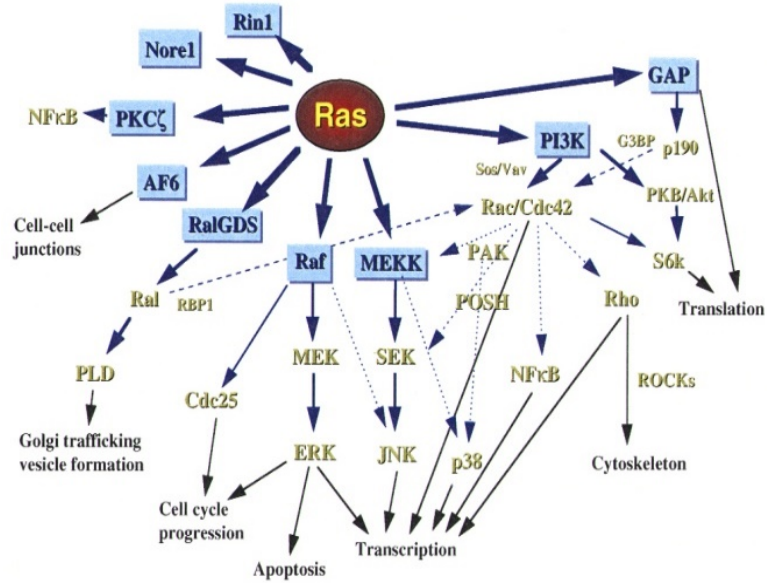 Rin1
Nore1
Ras
GAP
NFκB
PKCζ
PI3K
G3BP
p190
Sos/Vav
AF6
PKB/Akt
Rac/Cdc42
Cell-cell
junctions
RalGDS
Raf
MEKK
PAK
S6k
Ral
RBP1
POSH
Rho
Translation
MEK
SEK
PLD
NFκB
Cdc25
ROCKs
Golgi trafficking
vesicle formation
ERK
JNK
p38
Cytoskeleton
Cell cycle
progression
Transcription
Apoptosis